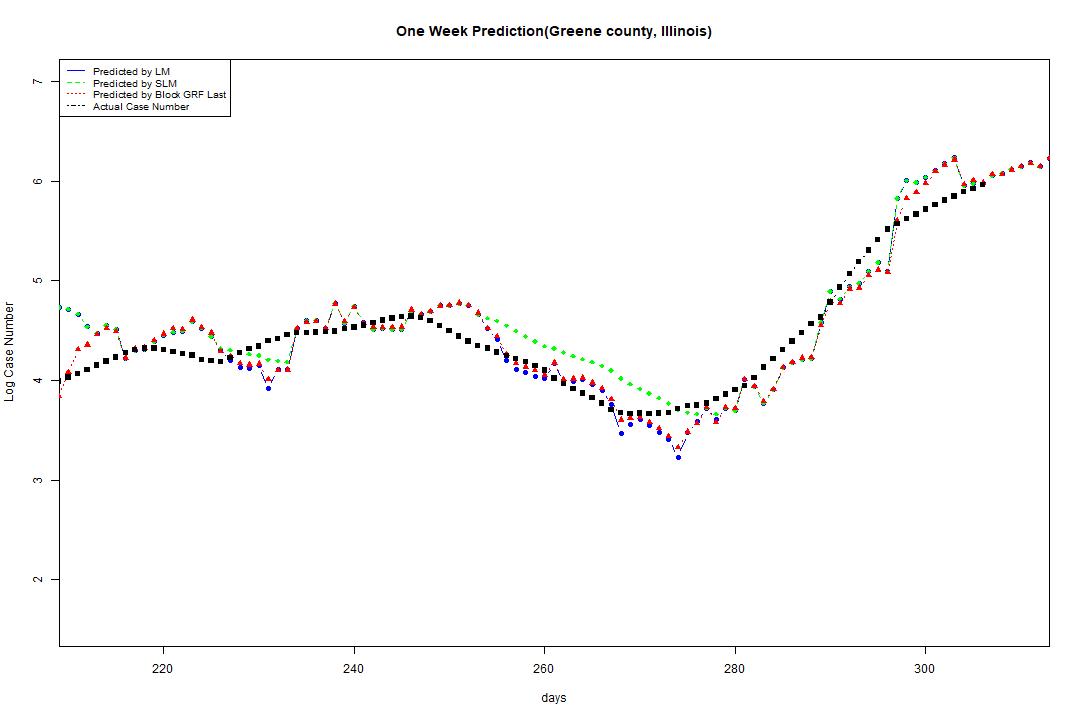 One Week Prediction(Greene county, Illinois)
Predicted by LM
Predicted by SLM
Predicted by Block GRF Last
Actual Case Number
Log Case Number
7
6
5
4
3
2
220 240 260 280 300
days